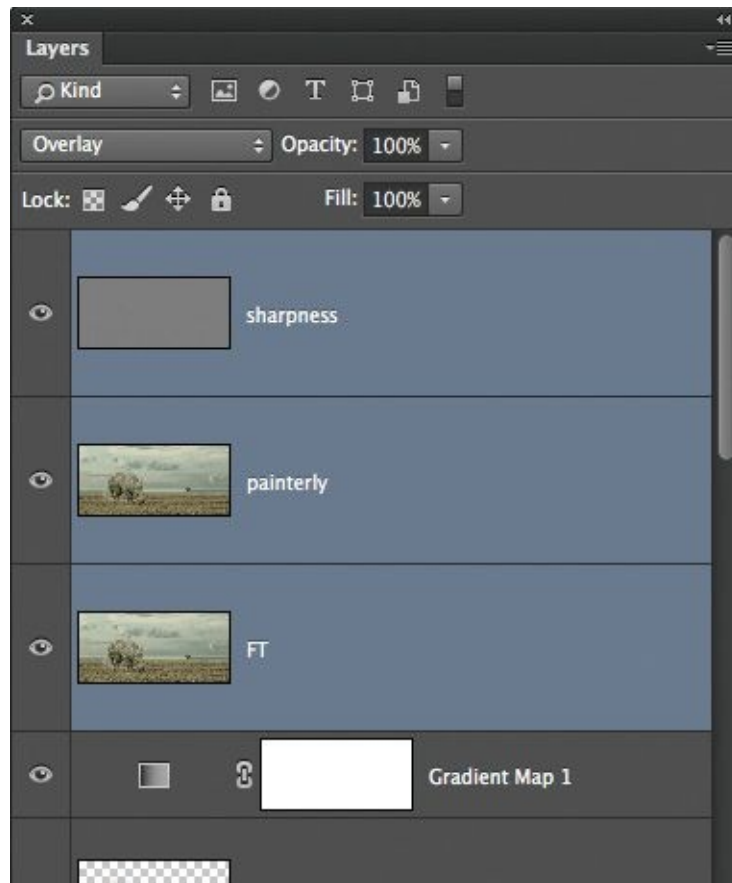 Layers
Kind
Overlay Opacity: 100%
Lock: Fill: 100%
sharpness
painterly
FT
Gradient Map 1